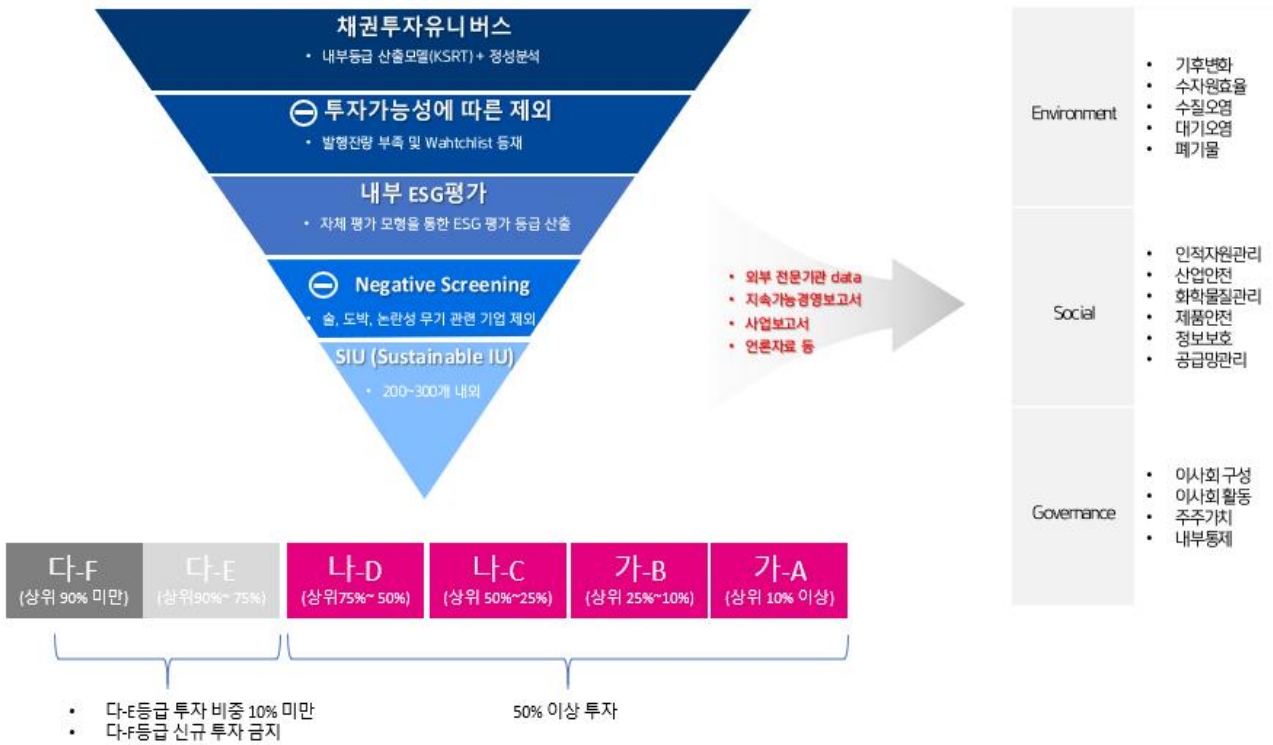 채권투자유니버스
• 내부등급 산출모델(KSRT) + 정성분석
투자가능성에 따른 제외
• 발행잔량 부족 및 Wahtchlist 등재
내부 ESG평가
• 자체 평가 모형을 통한 ESG 평가 등급 산출
Negative Screening
• 술, 도박, 논란성 무기 관련 기업 제외
SIU (Sustainable IU)
• 200~300개 내외
• 외부 전문기관 data
• 지속가능경영보고서
• 사업보고서
• 언론자료 등
Environment
• 기후변화
• 수자원효율
• 수질오염
• 대기오염
• 폐기물
Social
• 인적자원관리
• 산업안전
• 화학물질관리
• 제품안전
• 정보보호
• 공급망관리
Governance
• 이사회 구성
• 이사회 활동
• 주주가치
• 내부통제
다-F
(상위 90% 미만)
다-E
(상위90%~ 75%)
나-D
(상위75%~ 50%)
나-C
(상위 50%~25%)
가-B
(상위 25%~10%)
가-A
(상위 10% 이상)
• 다-E등급 투자 비중 10% 미만
• 다-F등급 신규 투자 금지
50% 이상 투자